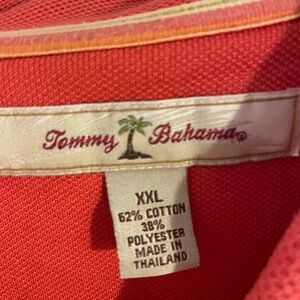 Tommy Bahama®
XXL
62% COTTON
38%
POLYESTER
MADE IN
THAILAND